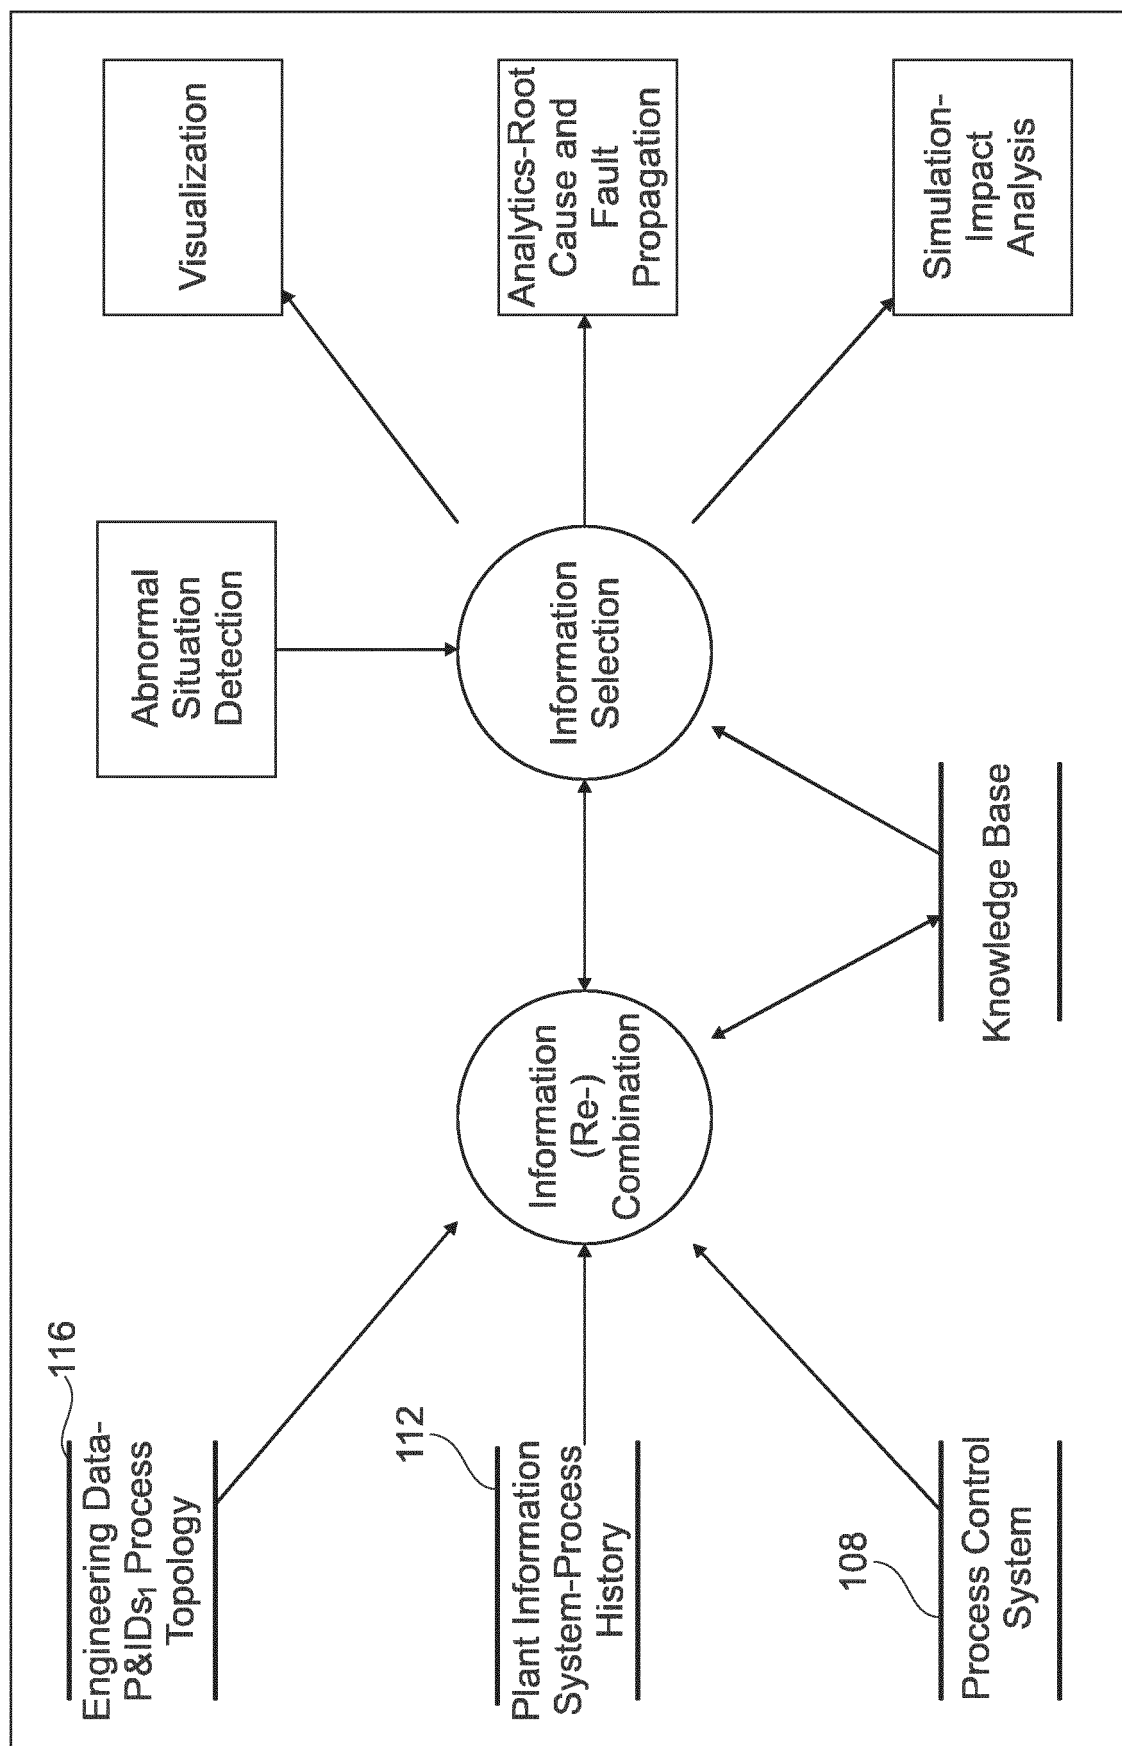 Engineering Data-
P&IDs1 Process
Topology
116
Plant Information
System-Process
History
112
Process Control
System
108
Information
(Re-)
Combination
Knowledge Base
Abnormal
Situation
Detection
Information
Selection
Visualization
Analytics-Root
Cause and
Fault
Propagation
Simulation-
Impact
Analysis